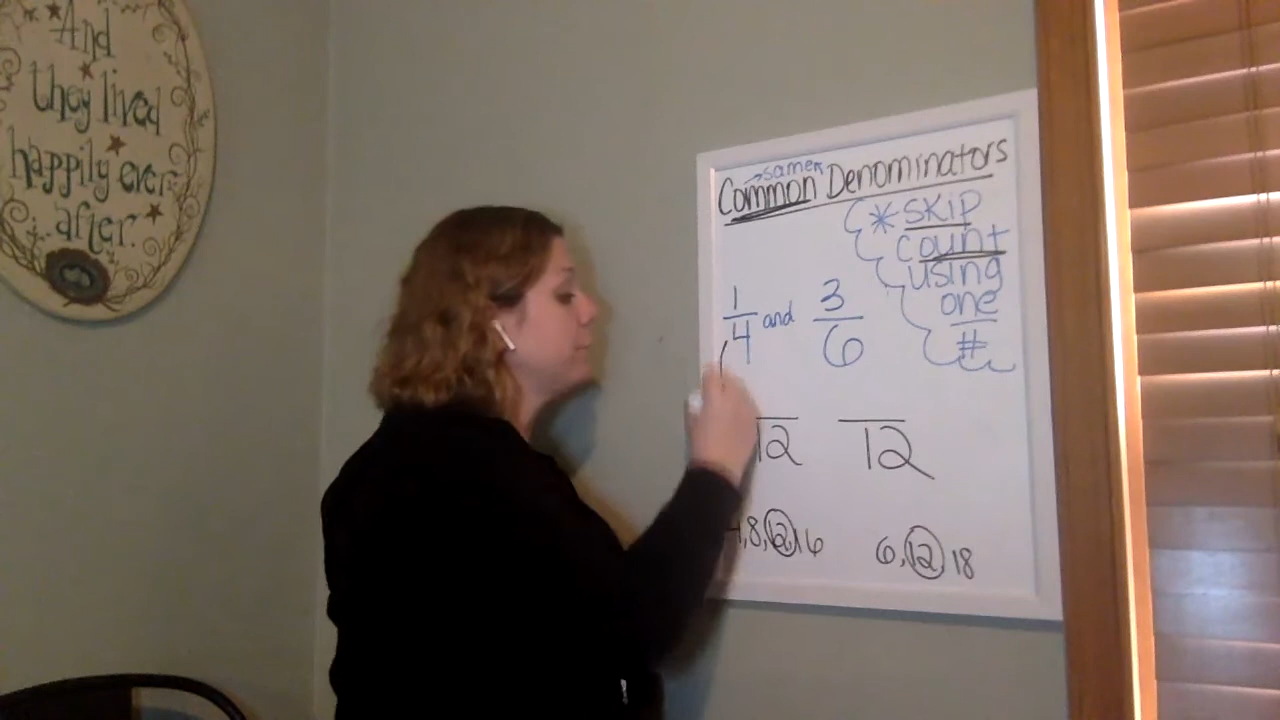 And
they lived
happily ever
after.
same
Common Denominators
* skip
count
using
one
#
1/4 and 3/6
12 12
4, 8, 12, 16 6, 12, 18